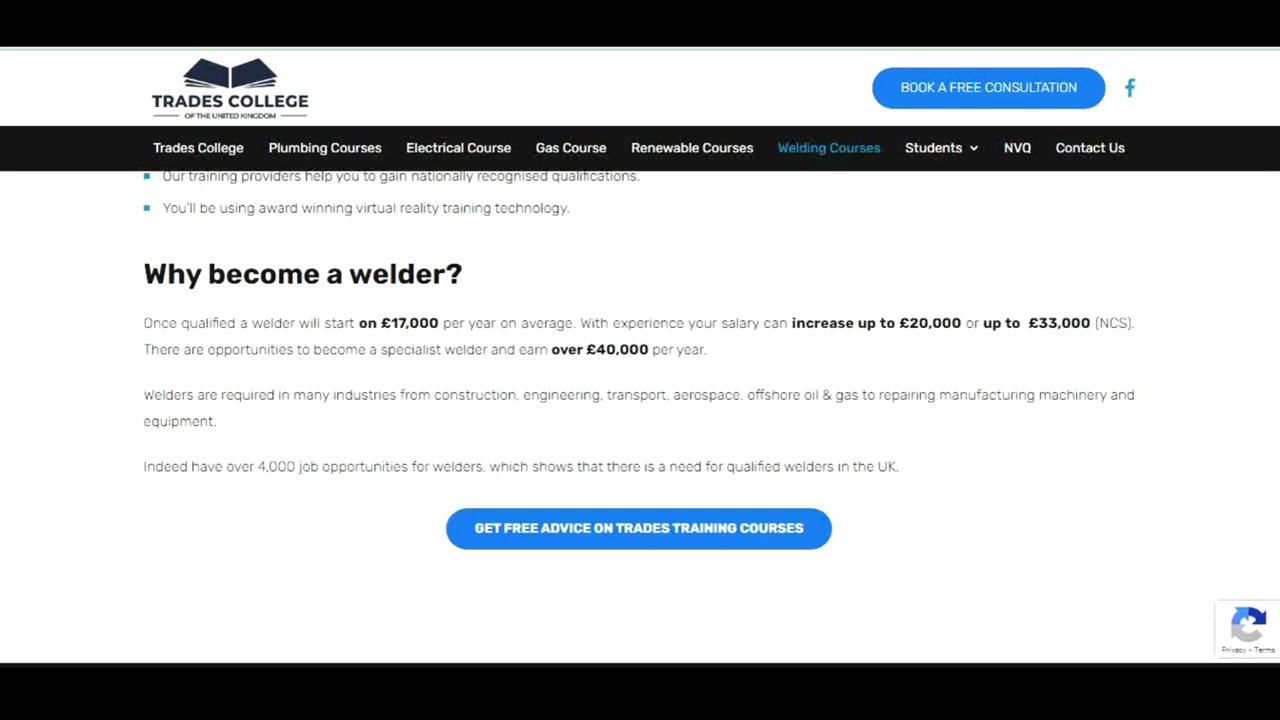 TRADES COLLEGE
OF THE UNITED KINGDOM
BOOK A FREE CONSULTATION
Trades College Plumbing Courses Electrical Course Gas Course Renewable Courses Welding Courses Students NVQ Contact Us
Our training providers help you to gain nationally recognised qualifications.
You'll be using award winning virtual reality training technology.
Why become a welder?
Once qualified a welder will start on £17,000 per year on average. With experience your salary can increase up to £20,000 or up to £33,000 (NCS).
There are opportunities to become a specialist welder and earn over £40,000 per year.
Welders are required in many industries from construction, engineering, transport, aerospace. offshore oil & gas to repairing manufacturing machinery and
equipment.
Indeed have over 4,000 job opportunities for welders, which shows that there is a need for qualified welders in the UK.
GET FREE ADVICE ON TRADES TRAINING COURSES
Privacy - Terms